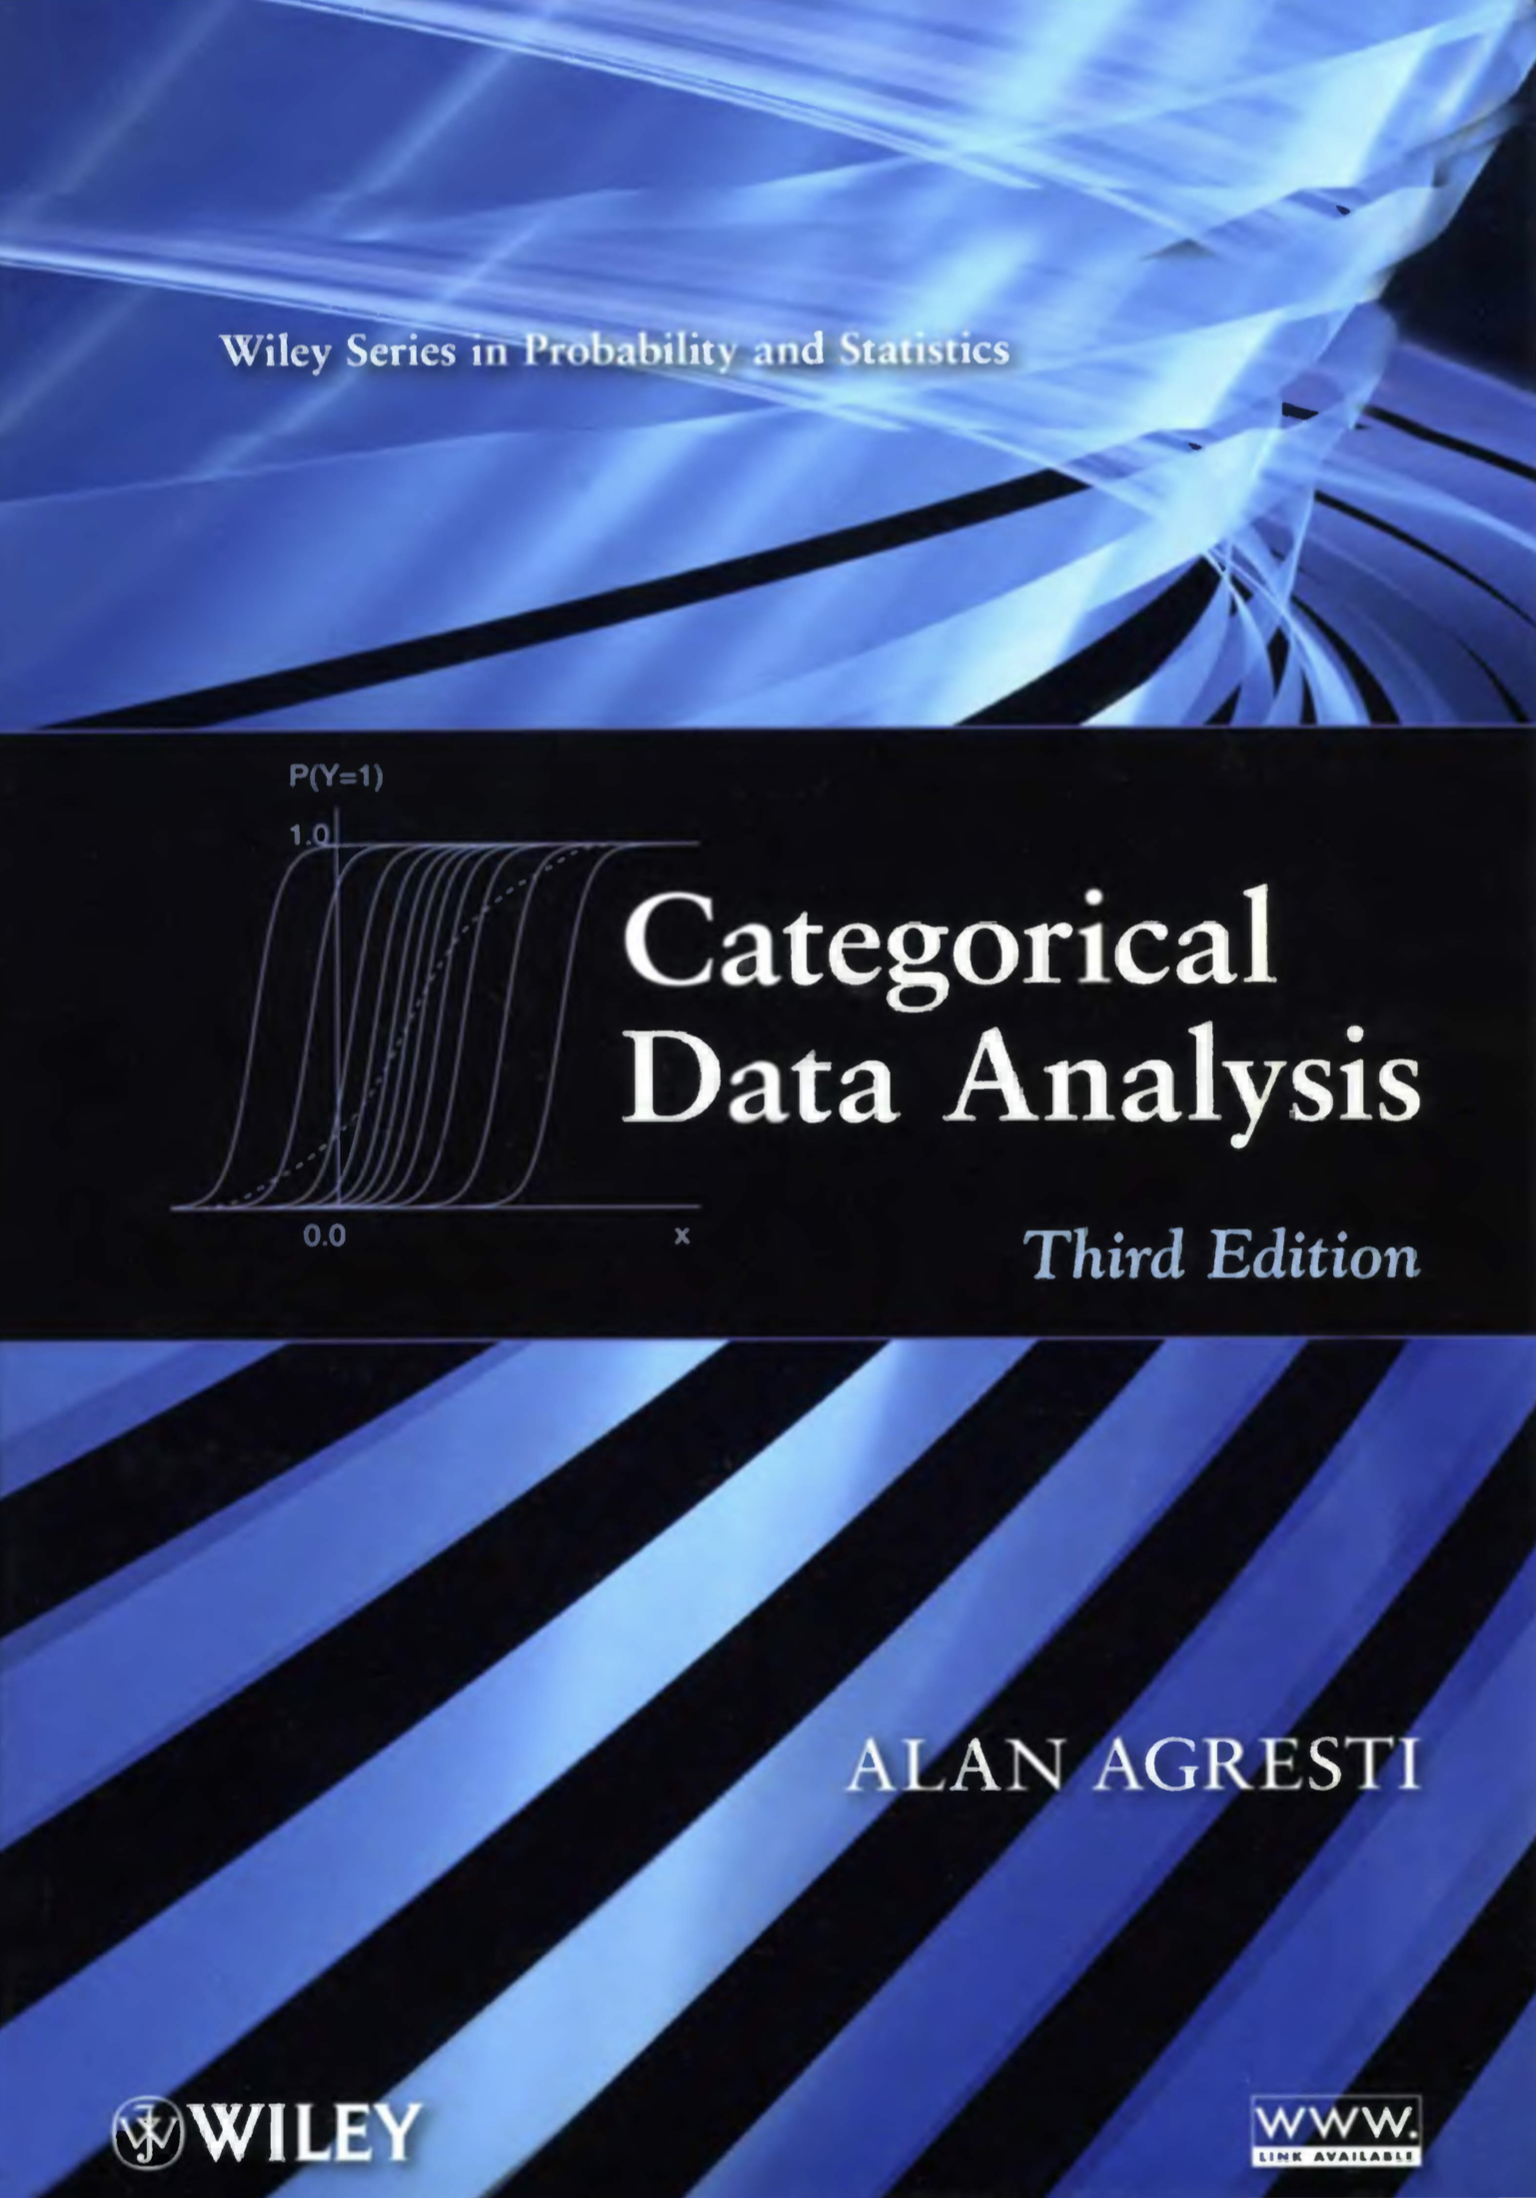 Wiley Series in Probability and Statistics
P(Y=1)
1.0
Categorical
Data Analysis
0.0
x
Third Edition
ALAN AGRESTI
WILEY
WWW.
LINK AVAILABLE